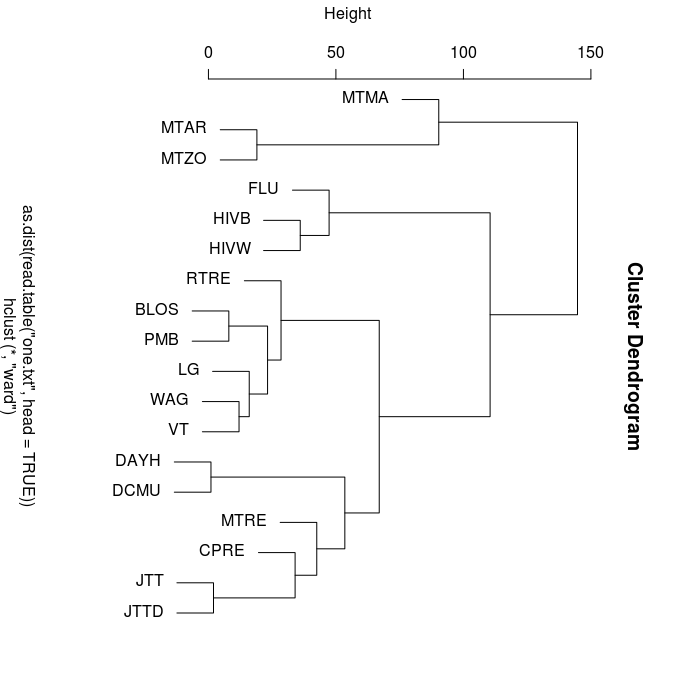 Height
0 50 100 150
MTMA
MTAR
MTZO
FLU
HIVB
HIVW
RTRE
BLOS
PMB
LG
WAG
VT
DAYH
DCMU
MTRE
CPRE
JTT
JTTD
Cluster Dendrogram
as.dist(read.table("one.txt", head = TRUE))
hclust (*, "ward")